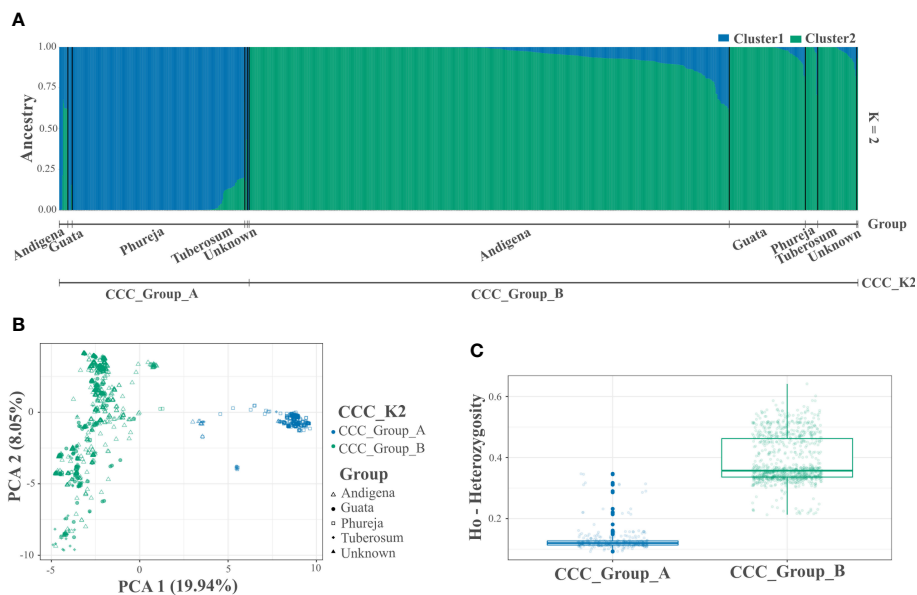 A
Cluster1 Cluster2
1.00
0.75
0.50
0.25
0.00
Ancestry
K = 2
Group
Andigena Guata Phureja Tuberosum Unknown Andigena Guata Phureja Tuberosum Unknown
CCC_Group_A CCC_Group_B CCC_K2
B
PCA 2 (8.05%)
0
-5
-10
-5 0 5 10
PCA 1 (19.94%)
CCC_K2
CCC_Group_A
CCC_Group_B
Group
Andigena
Guata
Phureja
Tuberosum
Unknown
C
Ho - Heterozygosity
0.6
0.4
0.2
CCC_Group_A CCC_Group_B